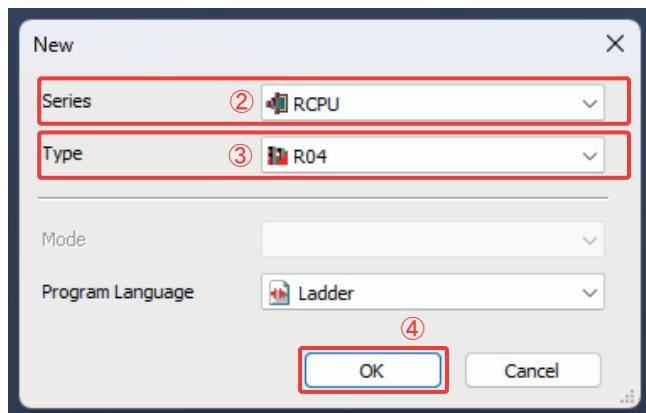 New
Series ② RCPU
Type ③ R04
Mode
Program Language Ladder
④
OK Cancel